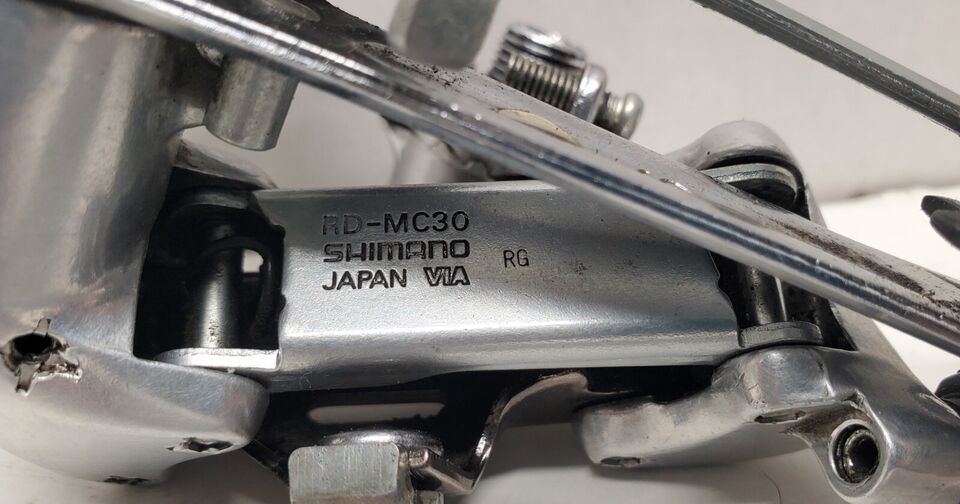 RD-MC30
SHIMANO
JAPAN VIA
RG